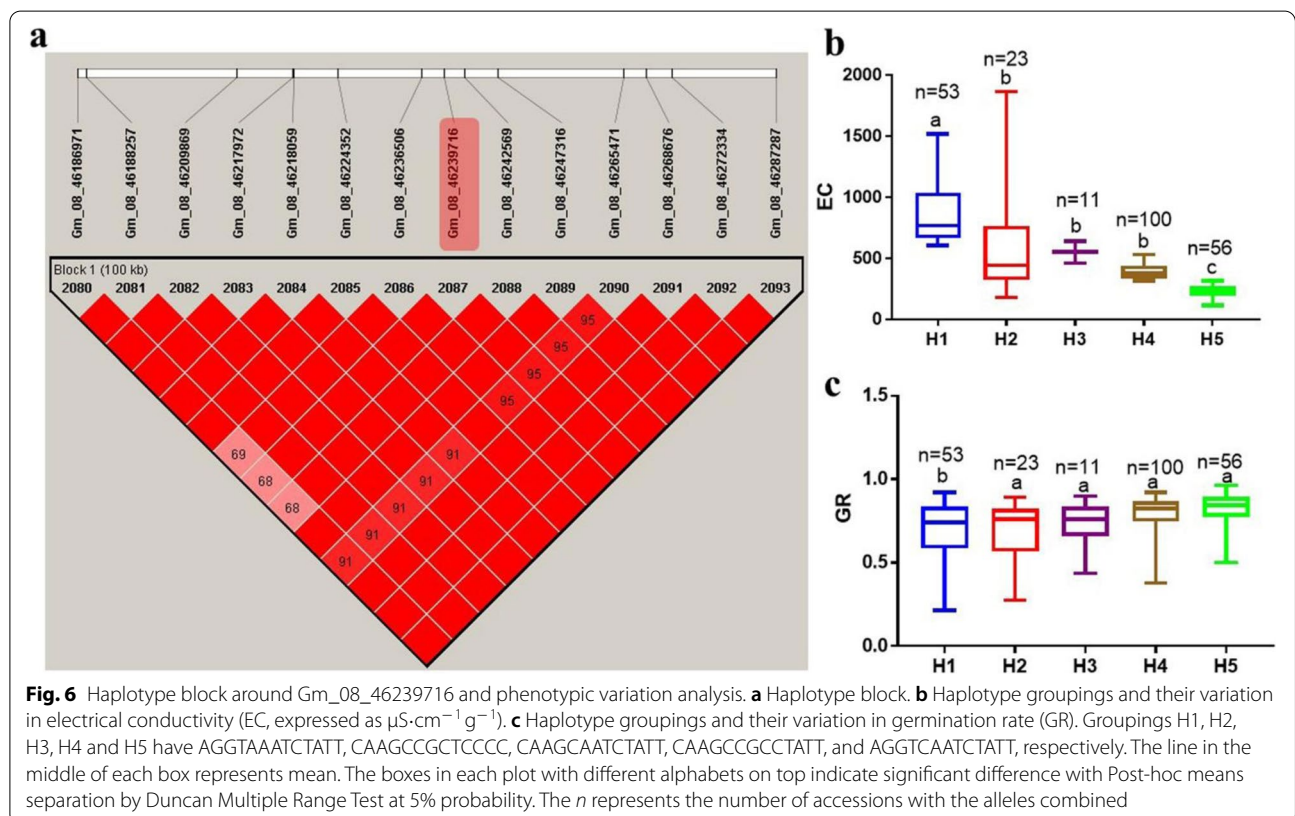 a
Gm_08_46186971
Gm_08_46188257
Gm_08_46209869
Gm_08_46217972
Gm_08_46218059
Gm_08_46224352
Gm_08_46236506
Gm_08_46239716
Gm_08_46242569
Gm_08_46247316
Gm_08_46265471
Gm_08_46268676
Gm_08_46272334
Gm_08_46287287
Block 1 (100 kb)
2080 2081 2082 2083 2084 2085 2086 2087 2088 2089 2090 2091 2092 2093
95
95
95
95
69
68
68
91
91
91
91
91
b
2000
1500
1000
500
0
EC
n=53
a
n=23
b
n=11
b
n=100
b
n=56
c
H1 H2 H3 H4 H5
c
1.5
1.0
0.5
0.0
GR
n=53
b
n=23
a
n=11
a
n=100
a
n=56
a
H1 H2 H3 H4 H5
Fig. 6 Haplotype block around Gm_08_46239716 and phenotypic variation analysis. a Haplotype block. b Haplotype groupings and their variation
in electrical conductivity (EC, expressed as μS·cm⁻¹ g⁻¹). c Haplotype groupings and their variation in germination rate (GR). Groupings H1, H2,
H3, H4 and H5 have AGGTAAATCTATT, CAAGCCGCTCCCC, CAAGCAATCTATT, CAAGCCGCCTATT, and AGGTCAATCTATT, respectively. The line in the
middle of each box represents mean. The boxes in each plot with different alphabets on top indicate significant difference with Post-hoc means
separation by Duncan Multiple Range Test at 5% probability. The n represents the number of accessions with the alleles combined